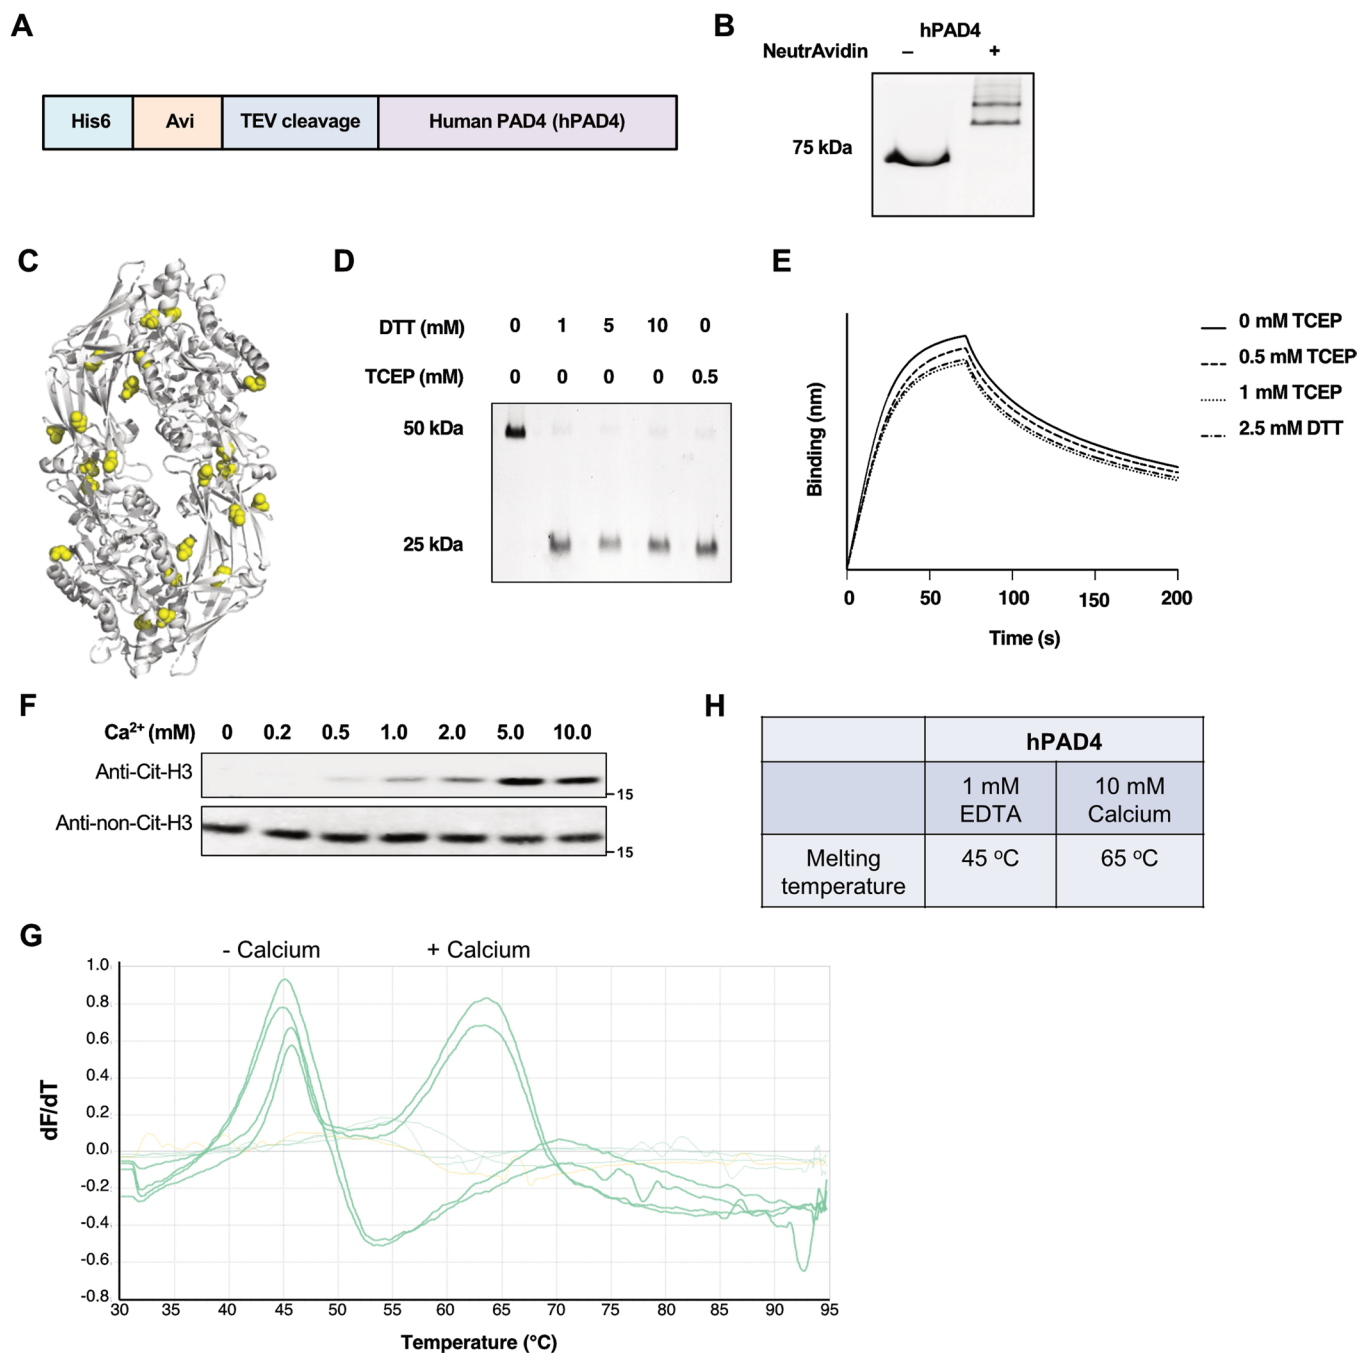 A
His6 Avi TEV cleavage Human PAD4 (hPAD4)
B
hPAD4
NeutrAvidin – +
75 kDa
C
D
DTT (mM) 0 1 5 10 0
TCEP (mM) 0 0 0 0 0.5
50 kDa
25 kDa
E
Binding (nm)
0 50 100 150 200
Time (s)
0 mM TCEP
0.5 mM TCEP
1 mM TCEP
2.5 mM DTT
F
Ca²⁺ (mM) 0 0.2 0.5 1.0 2.0 5.0 10.0
Anti-Cit-H3
15
Anti-non-Cit-H3
15
H
hPAD4
1 mM EDTA
10 mM Calcium
Melting temperature
45 ºC
65 ºC
G
- Calcium + Calcium
dF/dT
1.0
0.8
0.6
0.4
0.2
0.0
-0.2
-0.4
-0.6
-0.8
30 35 40 45 50 55 60 65 70 75 80 85 90 95
Temperature (°C)